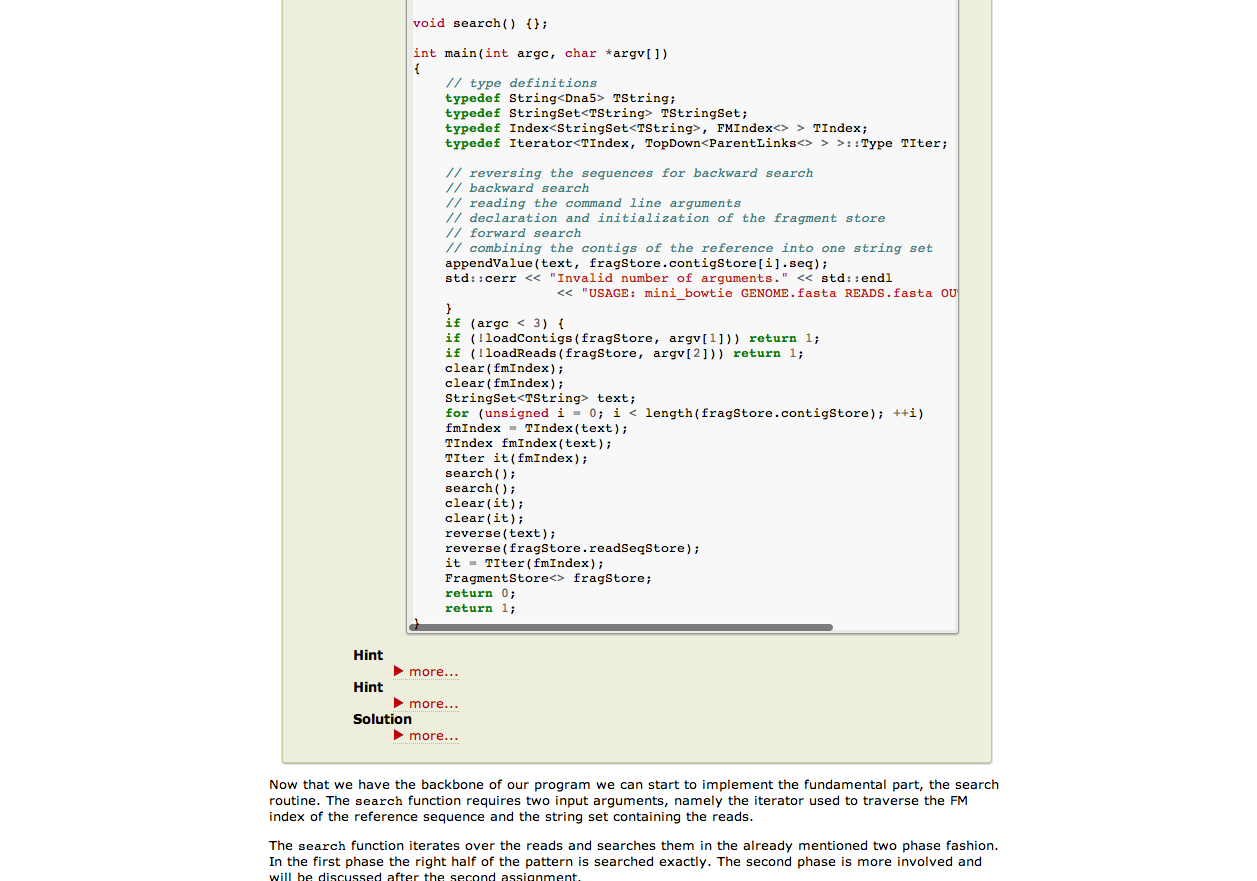 void search() {};
int main(int argc, char *argv[])
{
// type definitions
typedef String<Dna5> TString;
typedef StringSet<TString> TStringSet;
typedef Index<StringSet<TString>, FMIndex<> > TIndex;
typedef Iterator<TIndex, TopDown<ParentLinks<> > >::Type TIter;
// reversing the sequences for backward search
// backward search
// reading the command line arguments
// declaration and initialization of the fragment store
// forward search
// combining the contigs of the reference into one string set
appendValue(text, fragStore.contigStore[i].seq);
std::cerr << "Invalid number of arguments." << std::endl
<< "USAGE: mini_bowtie GENOME.fasta READS.fasta OU
}
if (argc < 3) {
if (!loadContigs(fragStore, argv[1])) return 1;
if (!loadReads(fragStore, argv[2])) return 1;
clear(fmIndex);
clear(fmIndex);
StringSet<TString> text;
for (unsigned i = 0; i < length(fragStore.contigStore); ++i)
fmIndex = TIndex(text);
TIndex fmIndex(text);
TIter it(fmIndex);
search();
search();
clear(it);
clear(it);
reverse(text);
reverse(fragStore.readSeqStore);
it = TIter(fmIndex);
FragmentStore<> fragStore;
return 0;
return 1;
}
Hint
more...
Hint
more...
Solution
more...
Now that we have the backbone of our program we can start to implement the fundamental part, the search
routine. The search function requires two input arguments, namely the iterator used to traverse the FM
index of the reference sequence and the string set containing the reads.
The search function iterates over the reads and searches them in the already mentioned two phase fashion.
In the first phase the right half of the pattern is searched exactly. The second phase is more involved and
will be discussed after the second assignment.